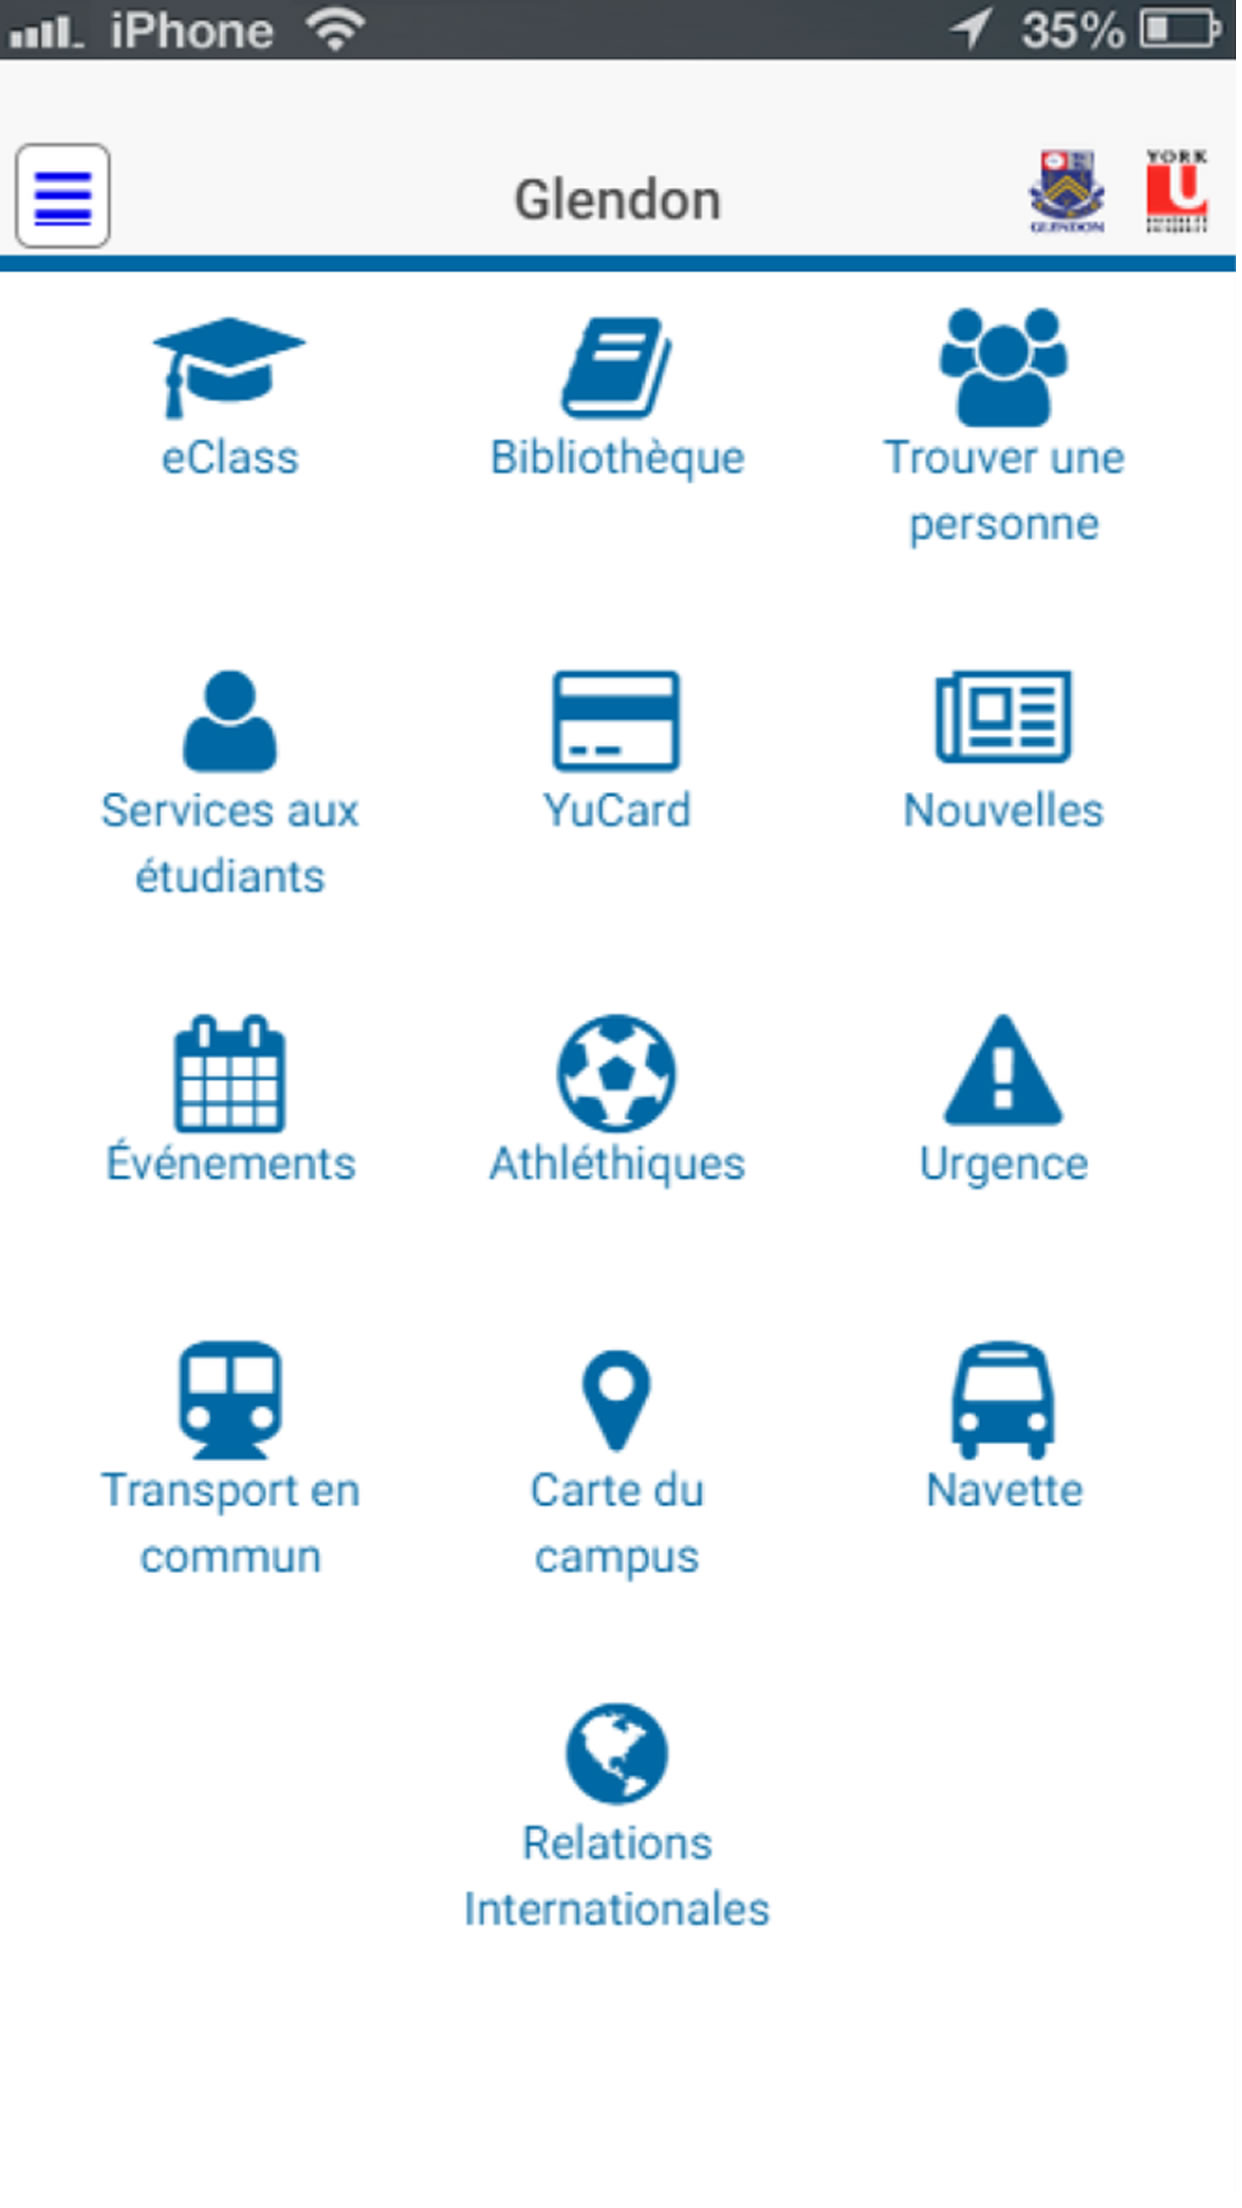 iPhone 35%
Glendon
GLENDON
YORK
U
eClass Bibliothèque Trouver une
personne
Services aux YuCard Nouvelles
étudiants
Événements Athléthiques Urgence
Transport en Carte du Navette
commun campus
Relations
Internationales